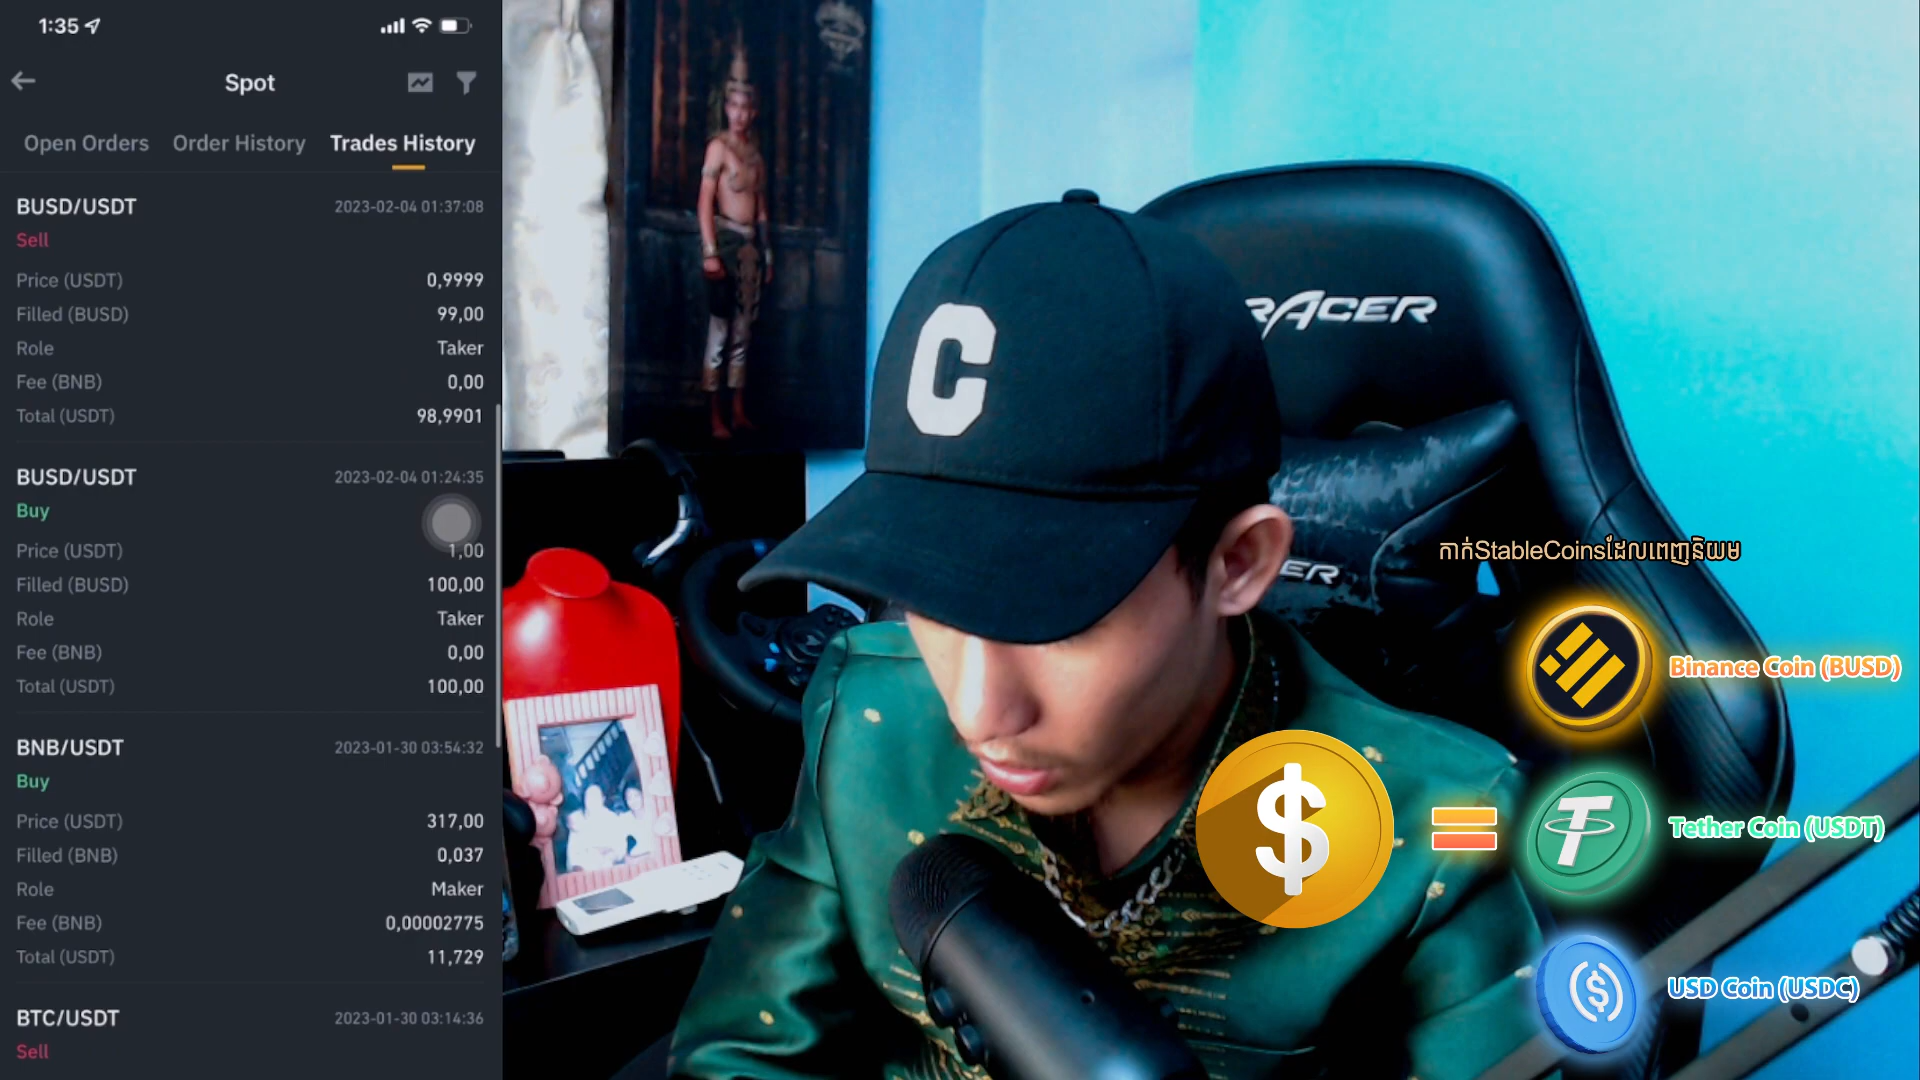 1:35
Spot
Open Orders Order History Trades History
BUSD/USDT 2023-02-04 01:37:08
Sell
Price (USDT) 0,9999
Filled (BUSD) 99,00
Role Taker
Fee (BNB) 0,00
Total (USDT) 98,9901
BUSD/USDT 2023-02-04 01:24:35
Buy
Price (USDT) 1,00
Filled (BUSD) 100,00
Role Taker
Fee (BNB) 0,00
Total (USDT) 100,00
BNB/USDT 2023-01-30 03:54:32
Buy
Price (USDT) 317,00
Filled (BNB) 0,037
Role Maker
Fee (BNB) 0,00002775
Total (USDT) 11,729
BTC/USDT 2023-01-30 03:14:36
Sell
C
RACER
ER
កាក់StableCoinsដែលពេញនិយម
Binance Coin (BUSD)
$ = Tether Coin (USDT)
USD Coin (USDC)